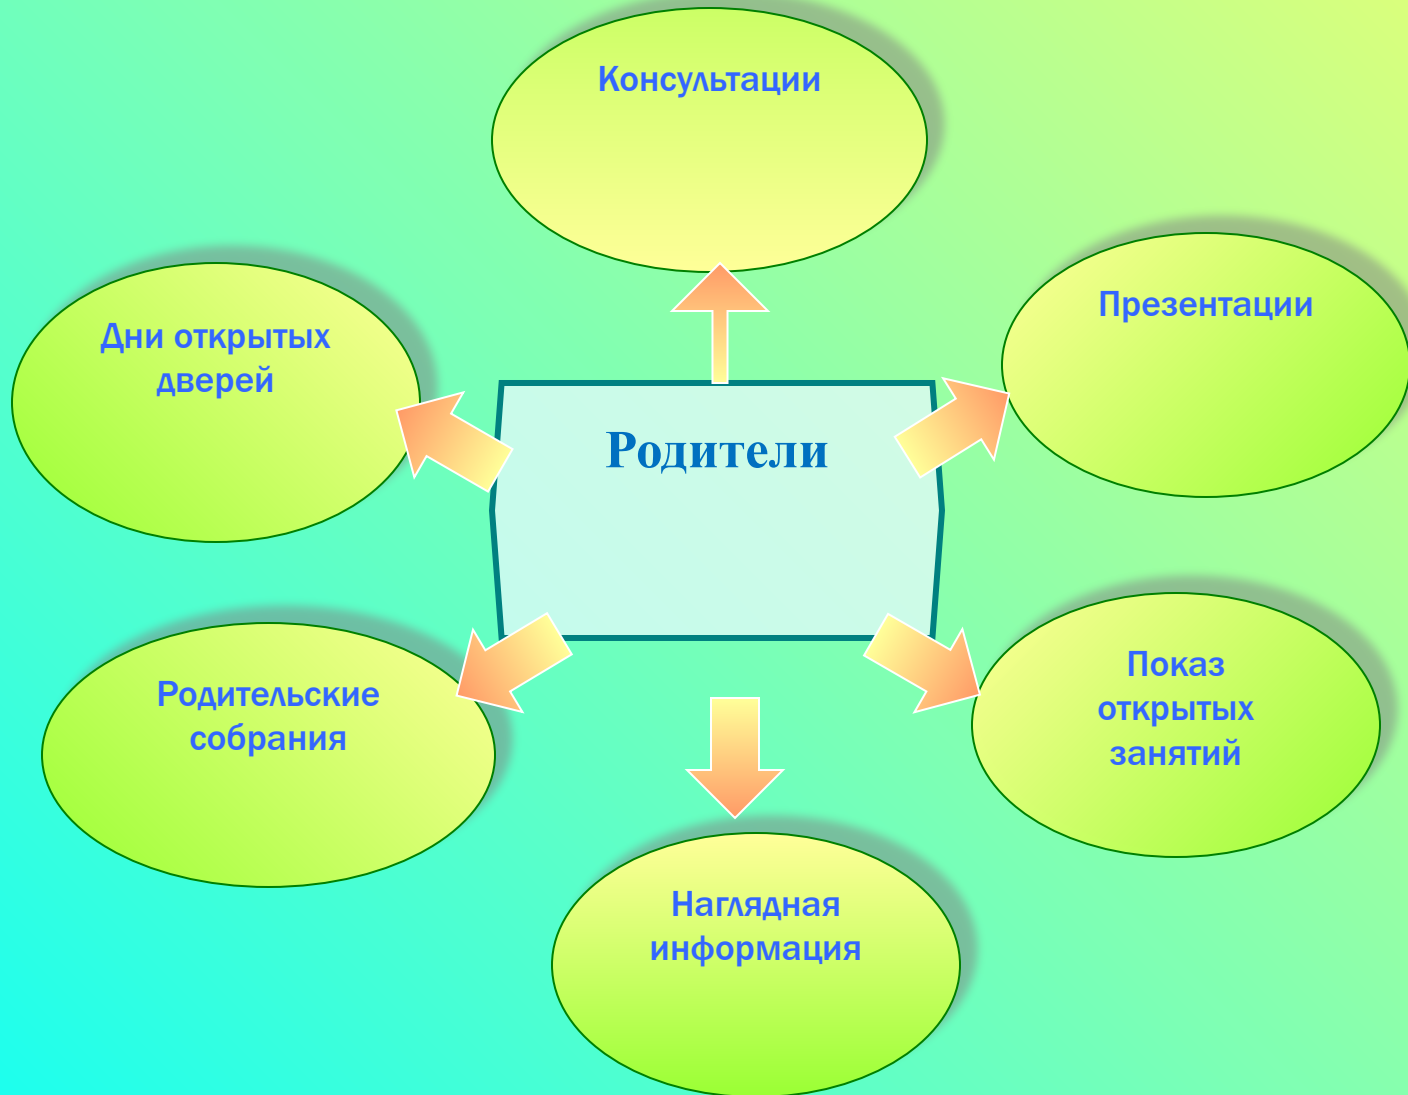 Консультации
Презентации
Дни открытых
дверей
Родители
Показ
открытых
занятий
Родительские
собрания
Наглядная
информация